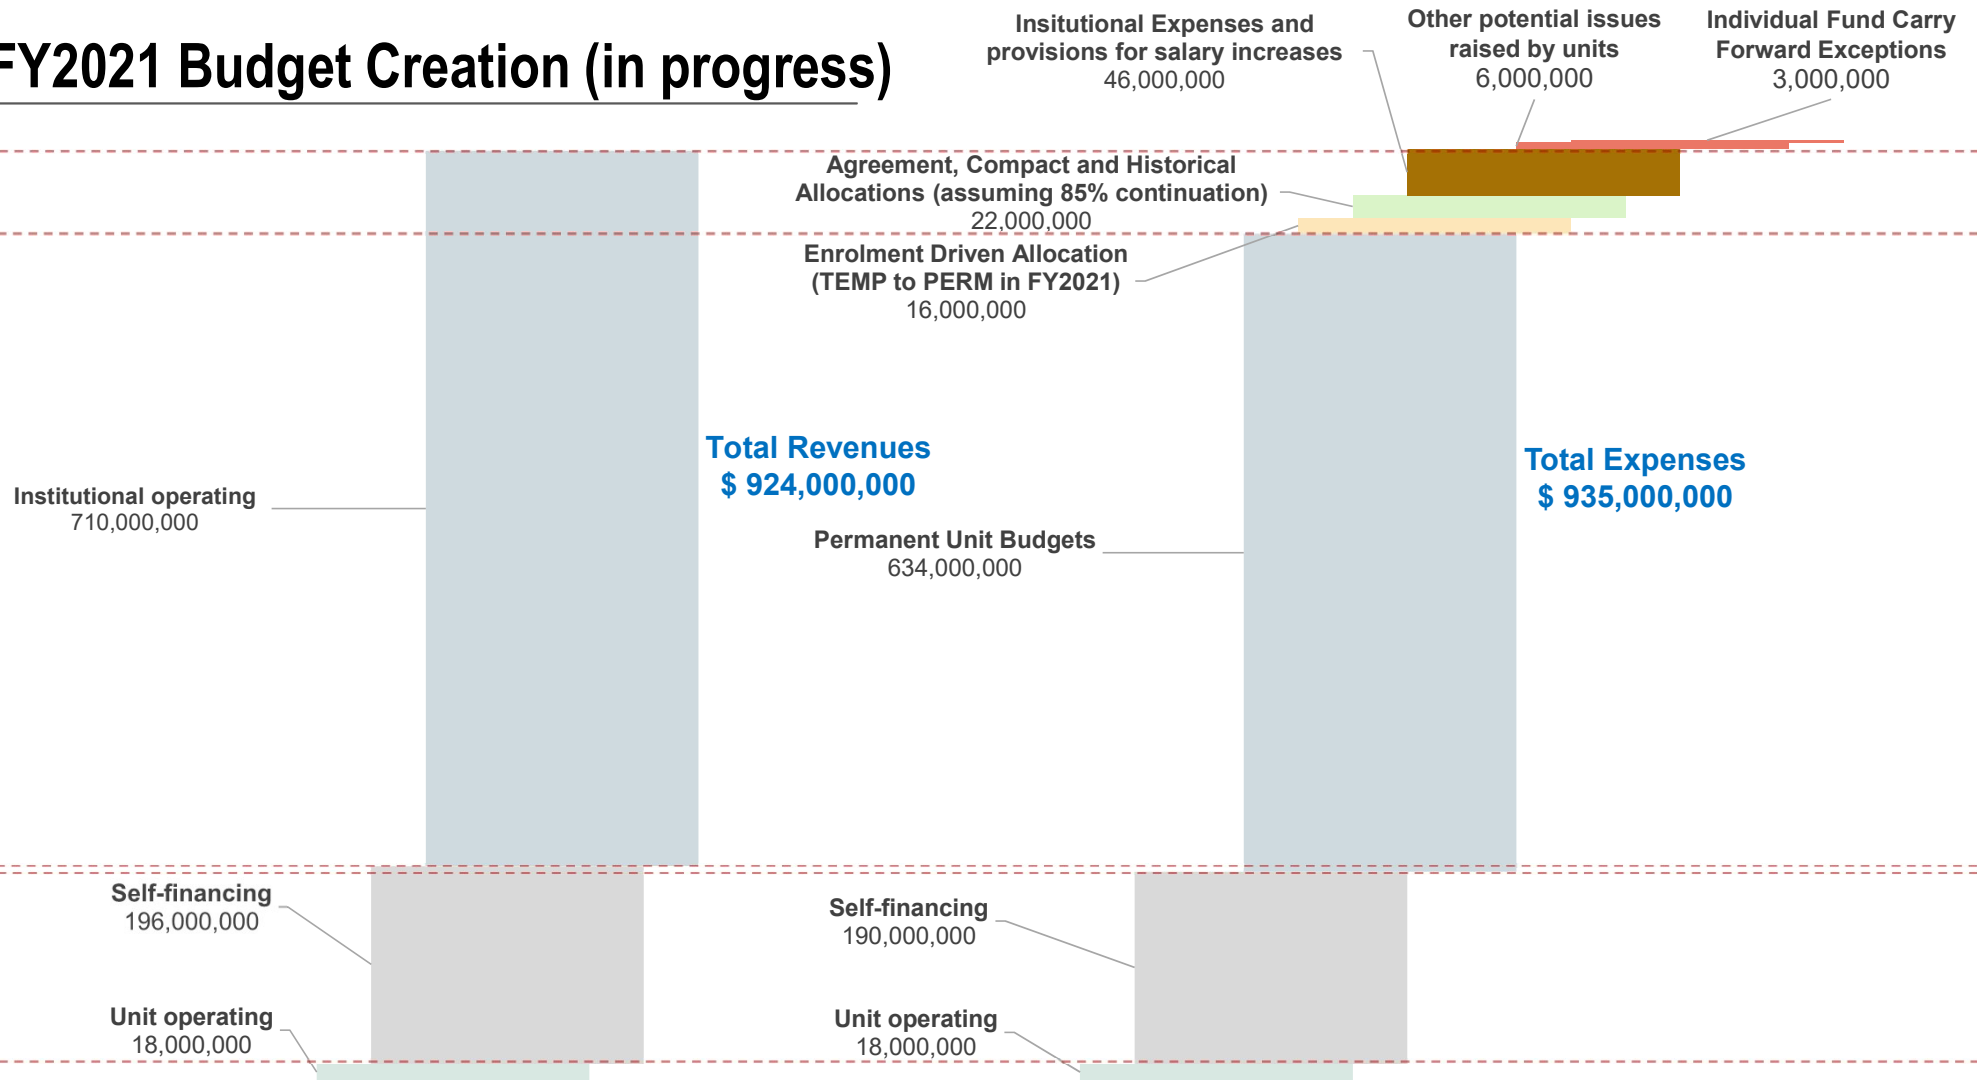 FY2021 Budget Creation (in progress)
Insitutional Expenses and
provisions for salary increases
46,000,000
Other potential issues
raised by units
6,000,000
Individual Fund Carry
Forward Exceptions
3,000,000
Agreement, Compact and Historical
Allocations (assuming 85% continuation)
22,000,000
Enrolment Driven Allocation
(TEMP to PERM in FY2021)
16,000,000
Total Revenues
$ 924,000,000
Total Expenses
$ 935,000,000
Institutional operating
710,000,000
Permanent Unit Budgets
634,000,000
Self-financing
196,000,000
Self-financing
190,000,000
Unit operating
18,000,000
Unit operating
18,000,000